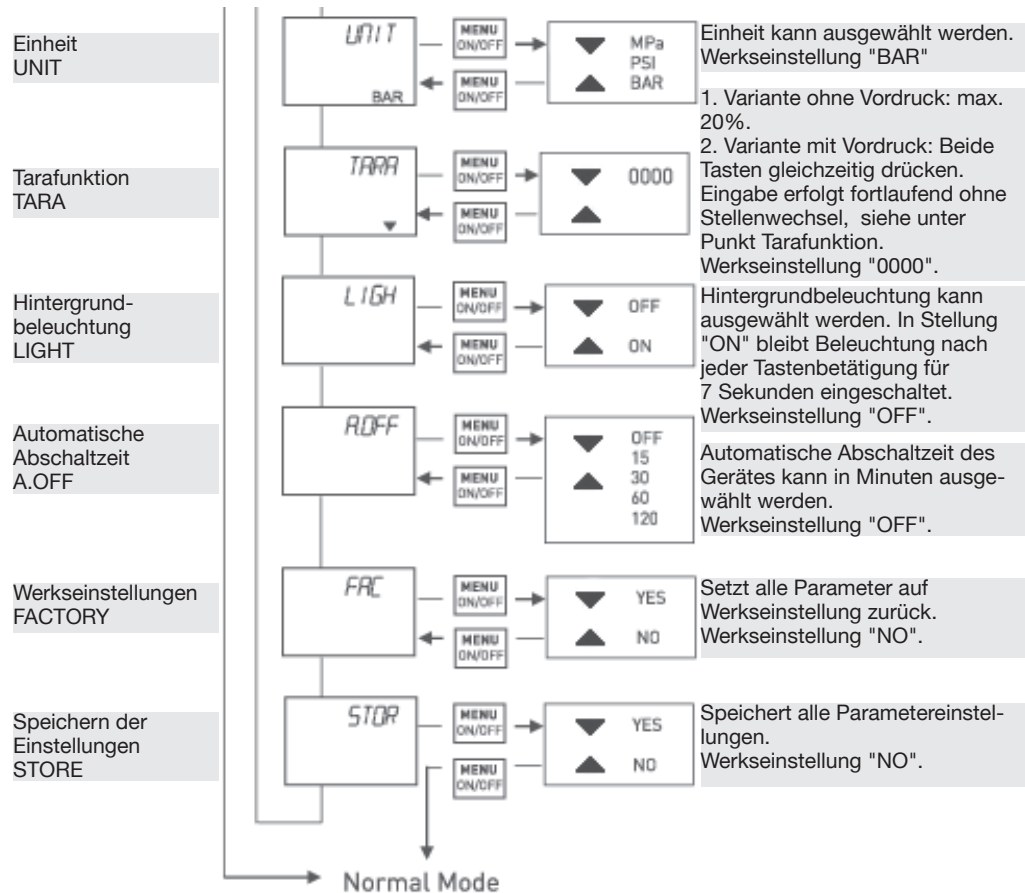 Einheit
UNIT
UNIT
BAR
MENU
ON/OFF
MENU
ON/OFF
MPa
PSI
BAR
Einheit kann ausgewählt werden.
Werkseinstellung "BAR"
Tarafunktion
TARA
TARA
MENU
ON/OFF
MENU
ON/OFF
0000
1. Variante ohne Vordruck: max.
20%.
2. Variante mit Vordruck: Beide
Tasten gleichzeitig drücken.
Eingabe erfolgt fortlaufend ohne
Stellenwechsel, siehe unter
Punkt Tarafunktion.
Werkseinstellung "0000".
Hintergrund-
beleuchtung
LIGHT
LIGH
MENU
ON/OFF
MENU
ON/OFF
OFF
ON
Hintergrundbeleuchtung kann
ausgewählt werden. In Stellung
"ON" bleibt Beleuchtung nach
jeder Tastenbetätigung für
7 Sekunden eingeschaltet.
Werkseinstellung "OFF".
Automatische
Abschaltzeit
A.OFF
A.OFF
MENU
ON/OFF
MENU
ON/OFF
OFF
15
30
60
120
Automatische Abschaltzeit des
Gerätes kann in Minuten ausge-
wählt werden.
Werkseinstellung "OFF".
Werkseinstellungen
FACTORY
FAC
MENU
ON/OFF
MENU
ON/OFF
YES
NO
Setzt alle Parameter auf
Werkseinstellung zurück.
Werkseinstellung "NO".
Speichern der
Einstellungen
STORE
STOR
MENU
ON/OFF
MENU
ON/OFF
YES
NO
Speichert alle Parametereinstel-
lungen.
Werkseinstellung "NO".
Normal Mode